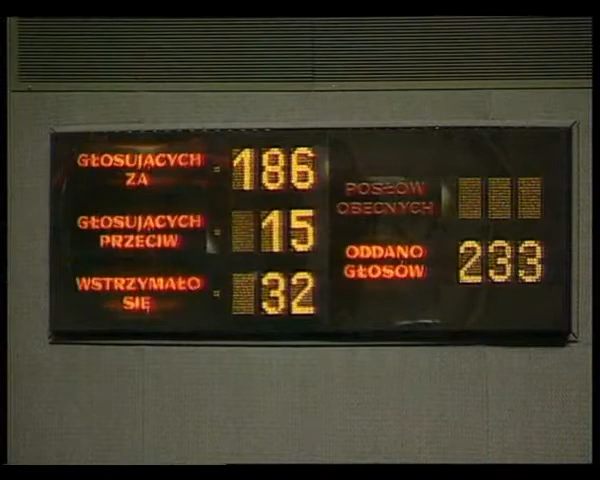 GŁOSUJĄCYCH
ZA = 186
GŁOSUJĄCYCH
PRZECIW = 15
WSTRZYMAŁO
SIĘ = 32
POSŁÓW
OBECNYCH
ODDANO
GŁOSÓW 233